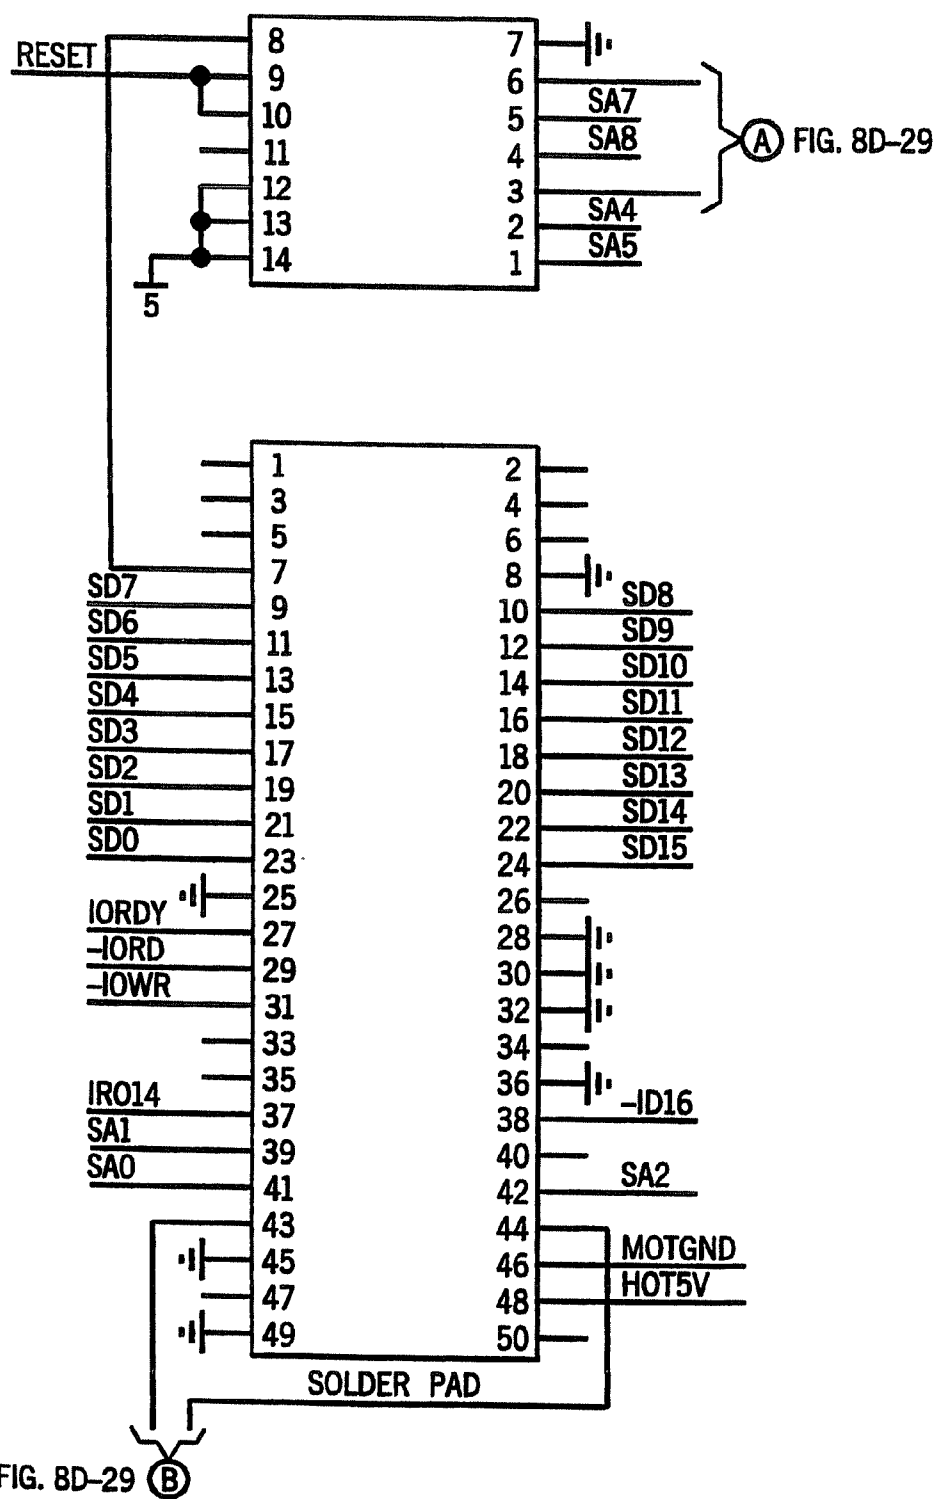 8 7
RESET 9 6
SA7
10 5
SA8
11 4 A FIG. 8D-29
12 3
SA4
13 2
SA5
14 1
5
1 2
3 4
5 6
7 8
SD7 SD8
9 10
SD6 SD9
11 12
SD5 SD10
13 14
SD4 SD11
15 16
SD3 SD12
17 18
SD2 SD13
19 20
SD1 SD14
21 22
SD0 SD15
23 24
25 26
IORDY
27 28
-IORD
29 30
-IOWR
31 32
33 34
35 36
IRO14 -ID16
37 38
SA1
39 40
SA0 SA2
41 42
43 44
MOTGND
45 46
HOT5V
47 48
49 50
SOLDER PAD
FIG. 8D-29 B